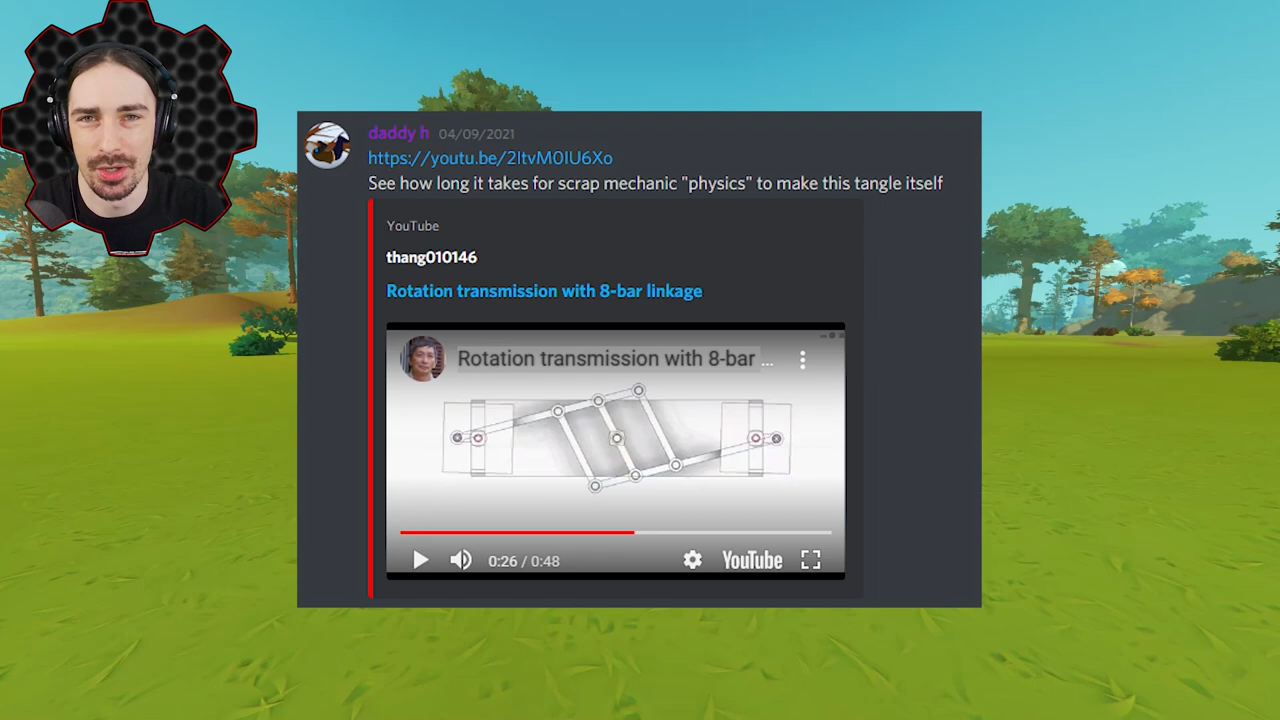 daddy h 04/09/2021
https://youtu.be/2ltvM0IU6Xo
See how long it takes for scrap mechanic "physics" to make this tangle itself
YouTube
thang010146
Rotation transmission with 8-bar linkage
Rotation transmission with 8-bar ...
0:26 / 0:48
YouTube